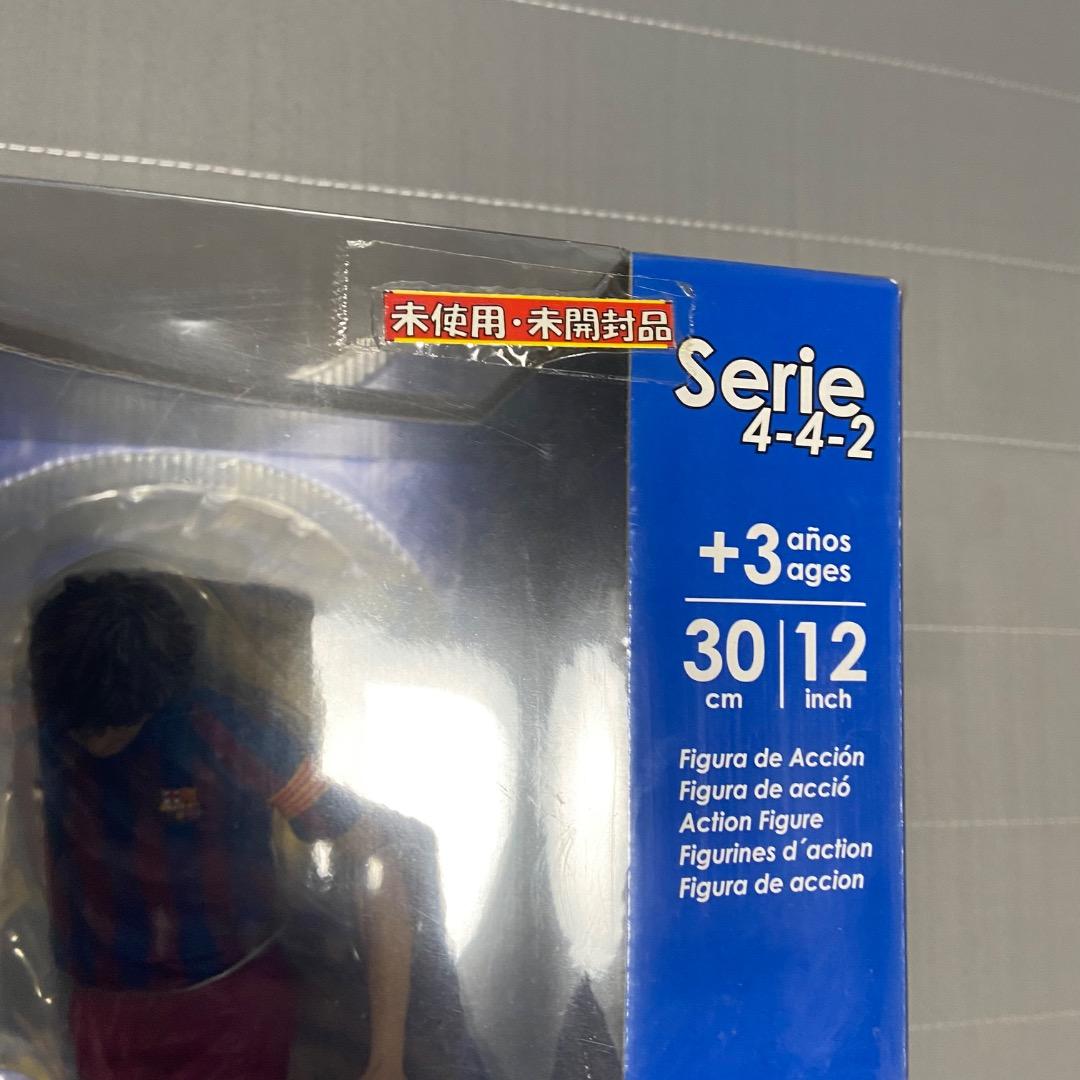 未使用・未開封品
Serie
4-4-2
+3 años
ages
30 cm | 12 inch
Figura de Acción
Figura de acció
Action Figure
Figurines d´action
Figura de accion